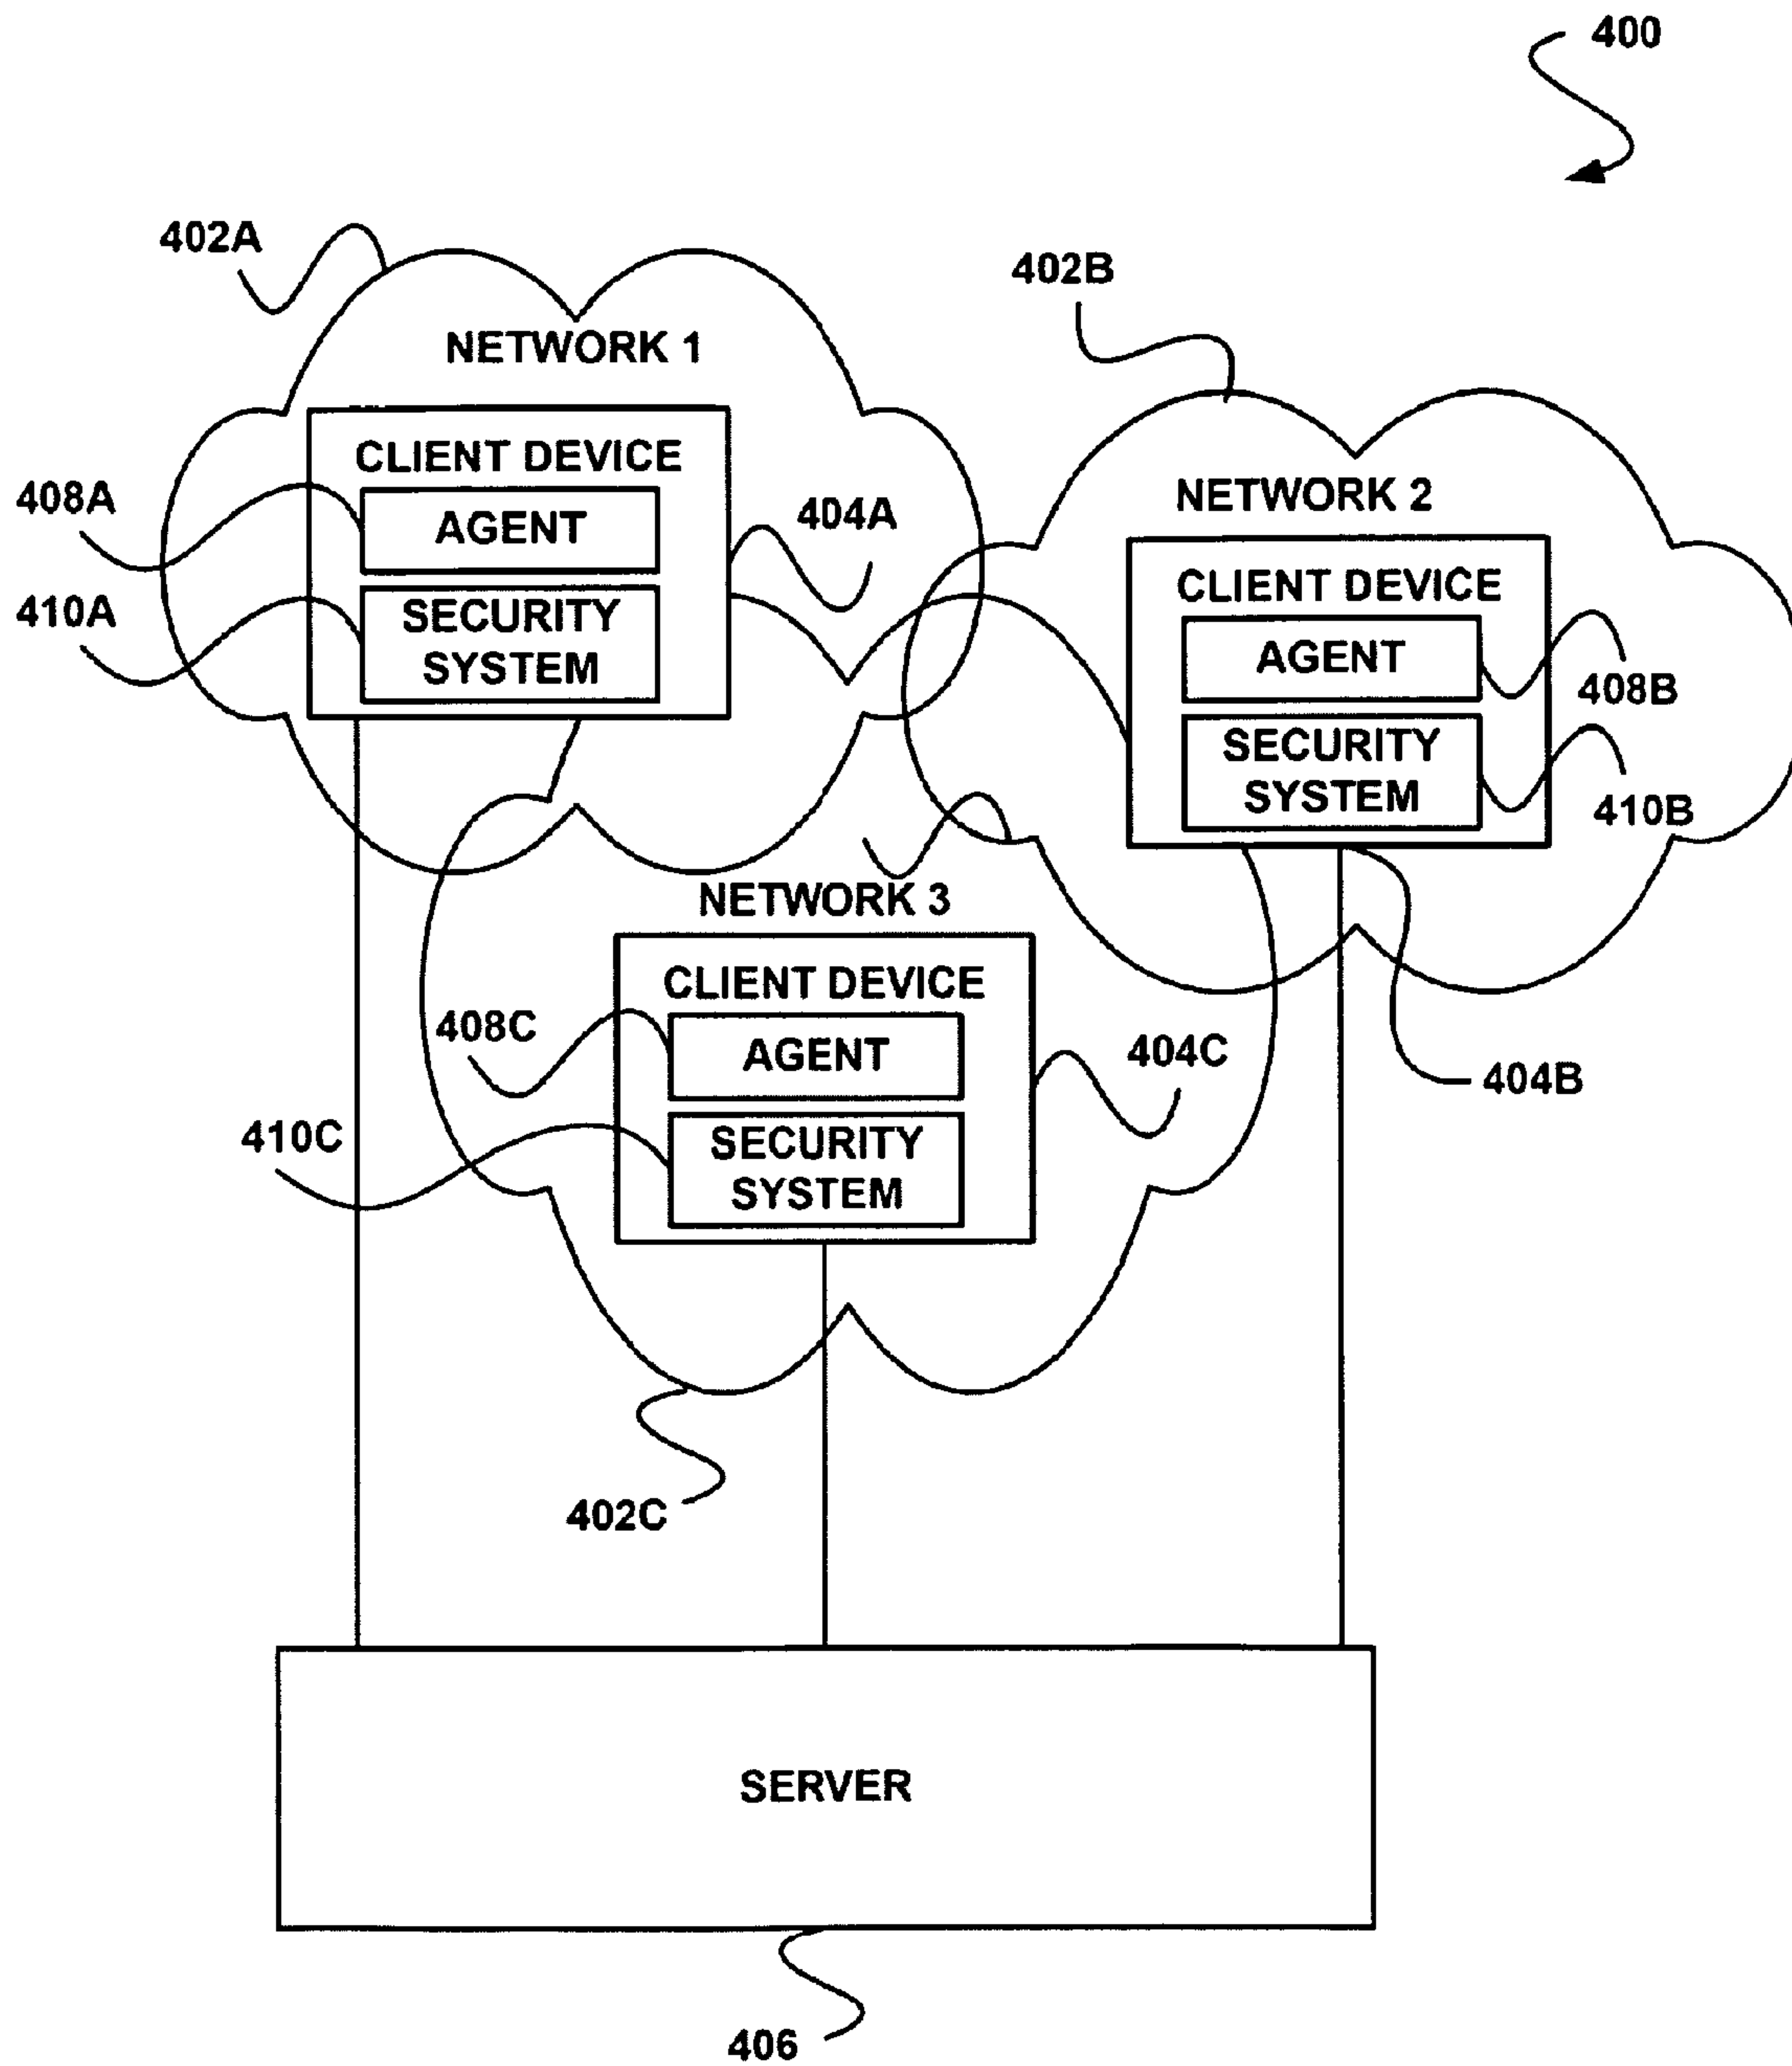 400
402A
402B
NETWORK 1
NETWORK 2
CLIENT DEVICE
408A
AGENT
404A
410A
SECURITY
SYSTEM
CLIENT DEVICE
AGENT
408B
SECURITY
SYSTEM
410B
NETWORK 3
CLIENT DEVICE
408C
AGENT
404C
404B
410C
SECURITY
SYSTEM
402C
SERVER
406